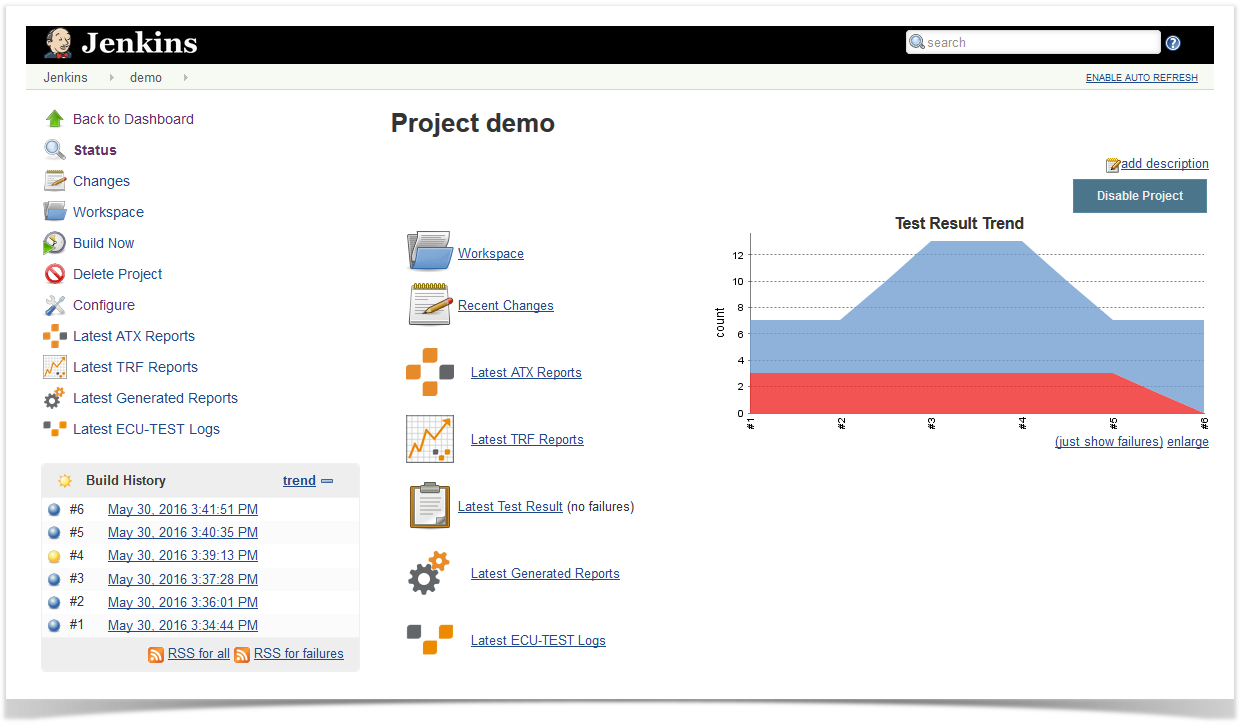 Jenkins
search
Jenkins
demo
ENABLE AUTO REFRESH
Back to Dashboard
Status
Changes
Workspace
Build Now
Delete Project
Configure
Latest ATX Reports
Latest TRF Reports
Latest Generated Reports
Latest ECU-TEST Logs
Build History trend
#6 May 30, 2016 3:41:51 PM
#5 May 30, 2016 3:40:35 PM
#4 May 30, 2016 3:39:13 PM
#3 May 30, 2016 3:37:28 PM
#2 May 30, 2016 3:36:01 PM
#1 May 30, 2016 3:34:44 PM
RSS for all RSS for failures
Project demo
add description
Disable Project
Workspace
Recent Changes
Latest ATX Reports
Latest TRF Reports
Latest Test Result (no failures)
Latest Generated Reports
Latest ECU-TEST Logs
Test Result Trend
count
12
10
8
6
4
2
0
#1 #2 #3 #4 #5 #6
(just show failures) enlarge